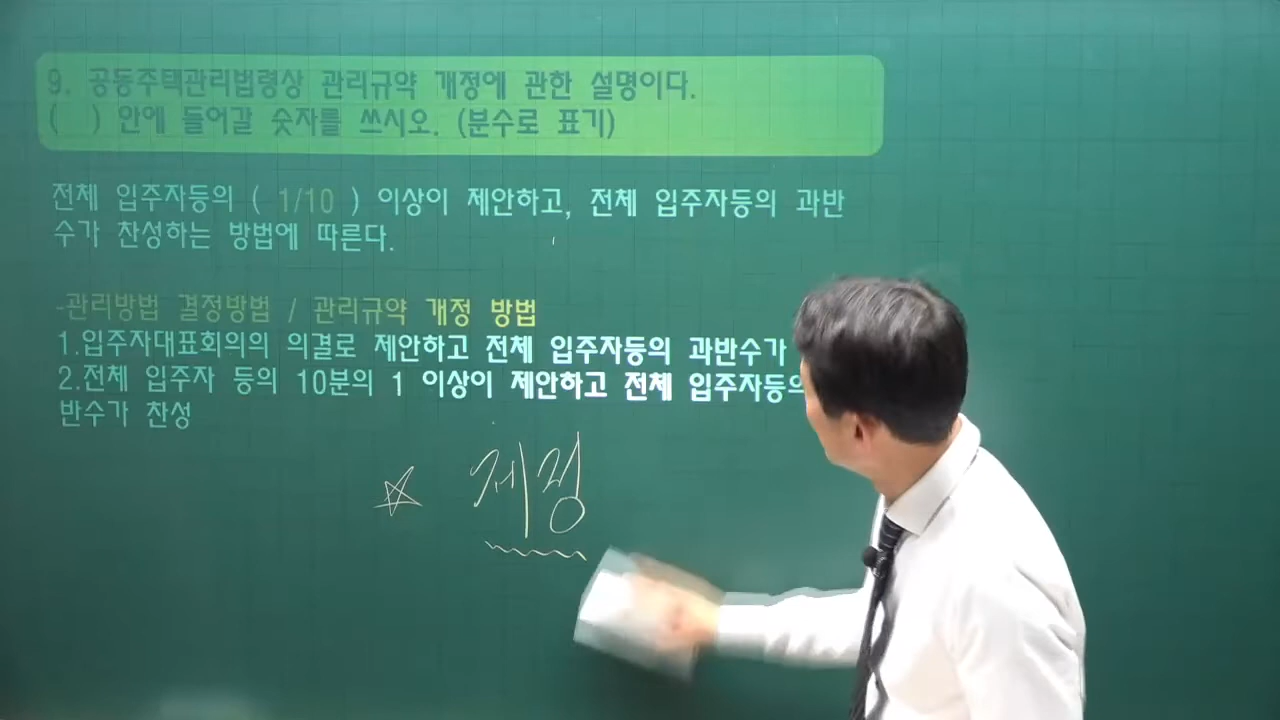 9. 공동주택관리법령상 관리규약 개정에 관한 설명이다.
( ) 안에 들어갈 숫자를 쓰시오. (분수로 표기)
전체 입주자등의 ( 1/10 ) 이상이 제안하고, 전체 입주자등의 과반
수가 찬성하는 방법에 따른다.
-관리방법 결정방법 / 관리규약 개정 방법
1.입주자대표회의의 의결로 제안하고 전체 입주자등의 과반수가
2.전체 입주자 등의 10분의 1 이상이 제안하고 전체 입주자등의
반수가 찬성
제정